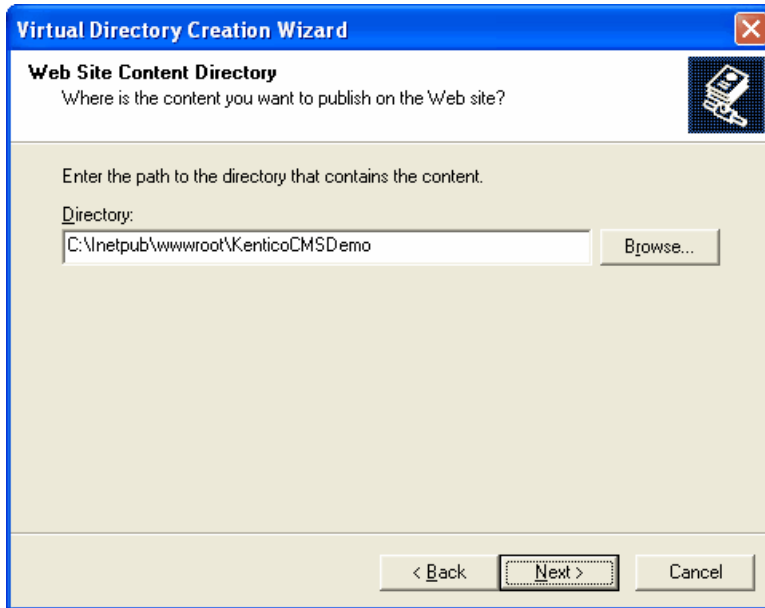 Virtual Directory Creation Wizard
Web Site Content Directory
Where is the content you want to publish on the Web site?
Enter the path to the directory that contains the content.
Directory:
C:\Inetpub\wwwroot\KenticoCMSDemo
Browse...
< Back
Next >
Cancel